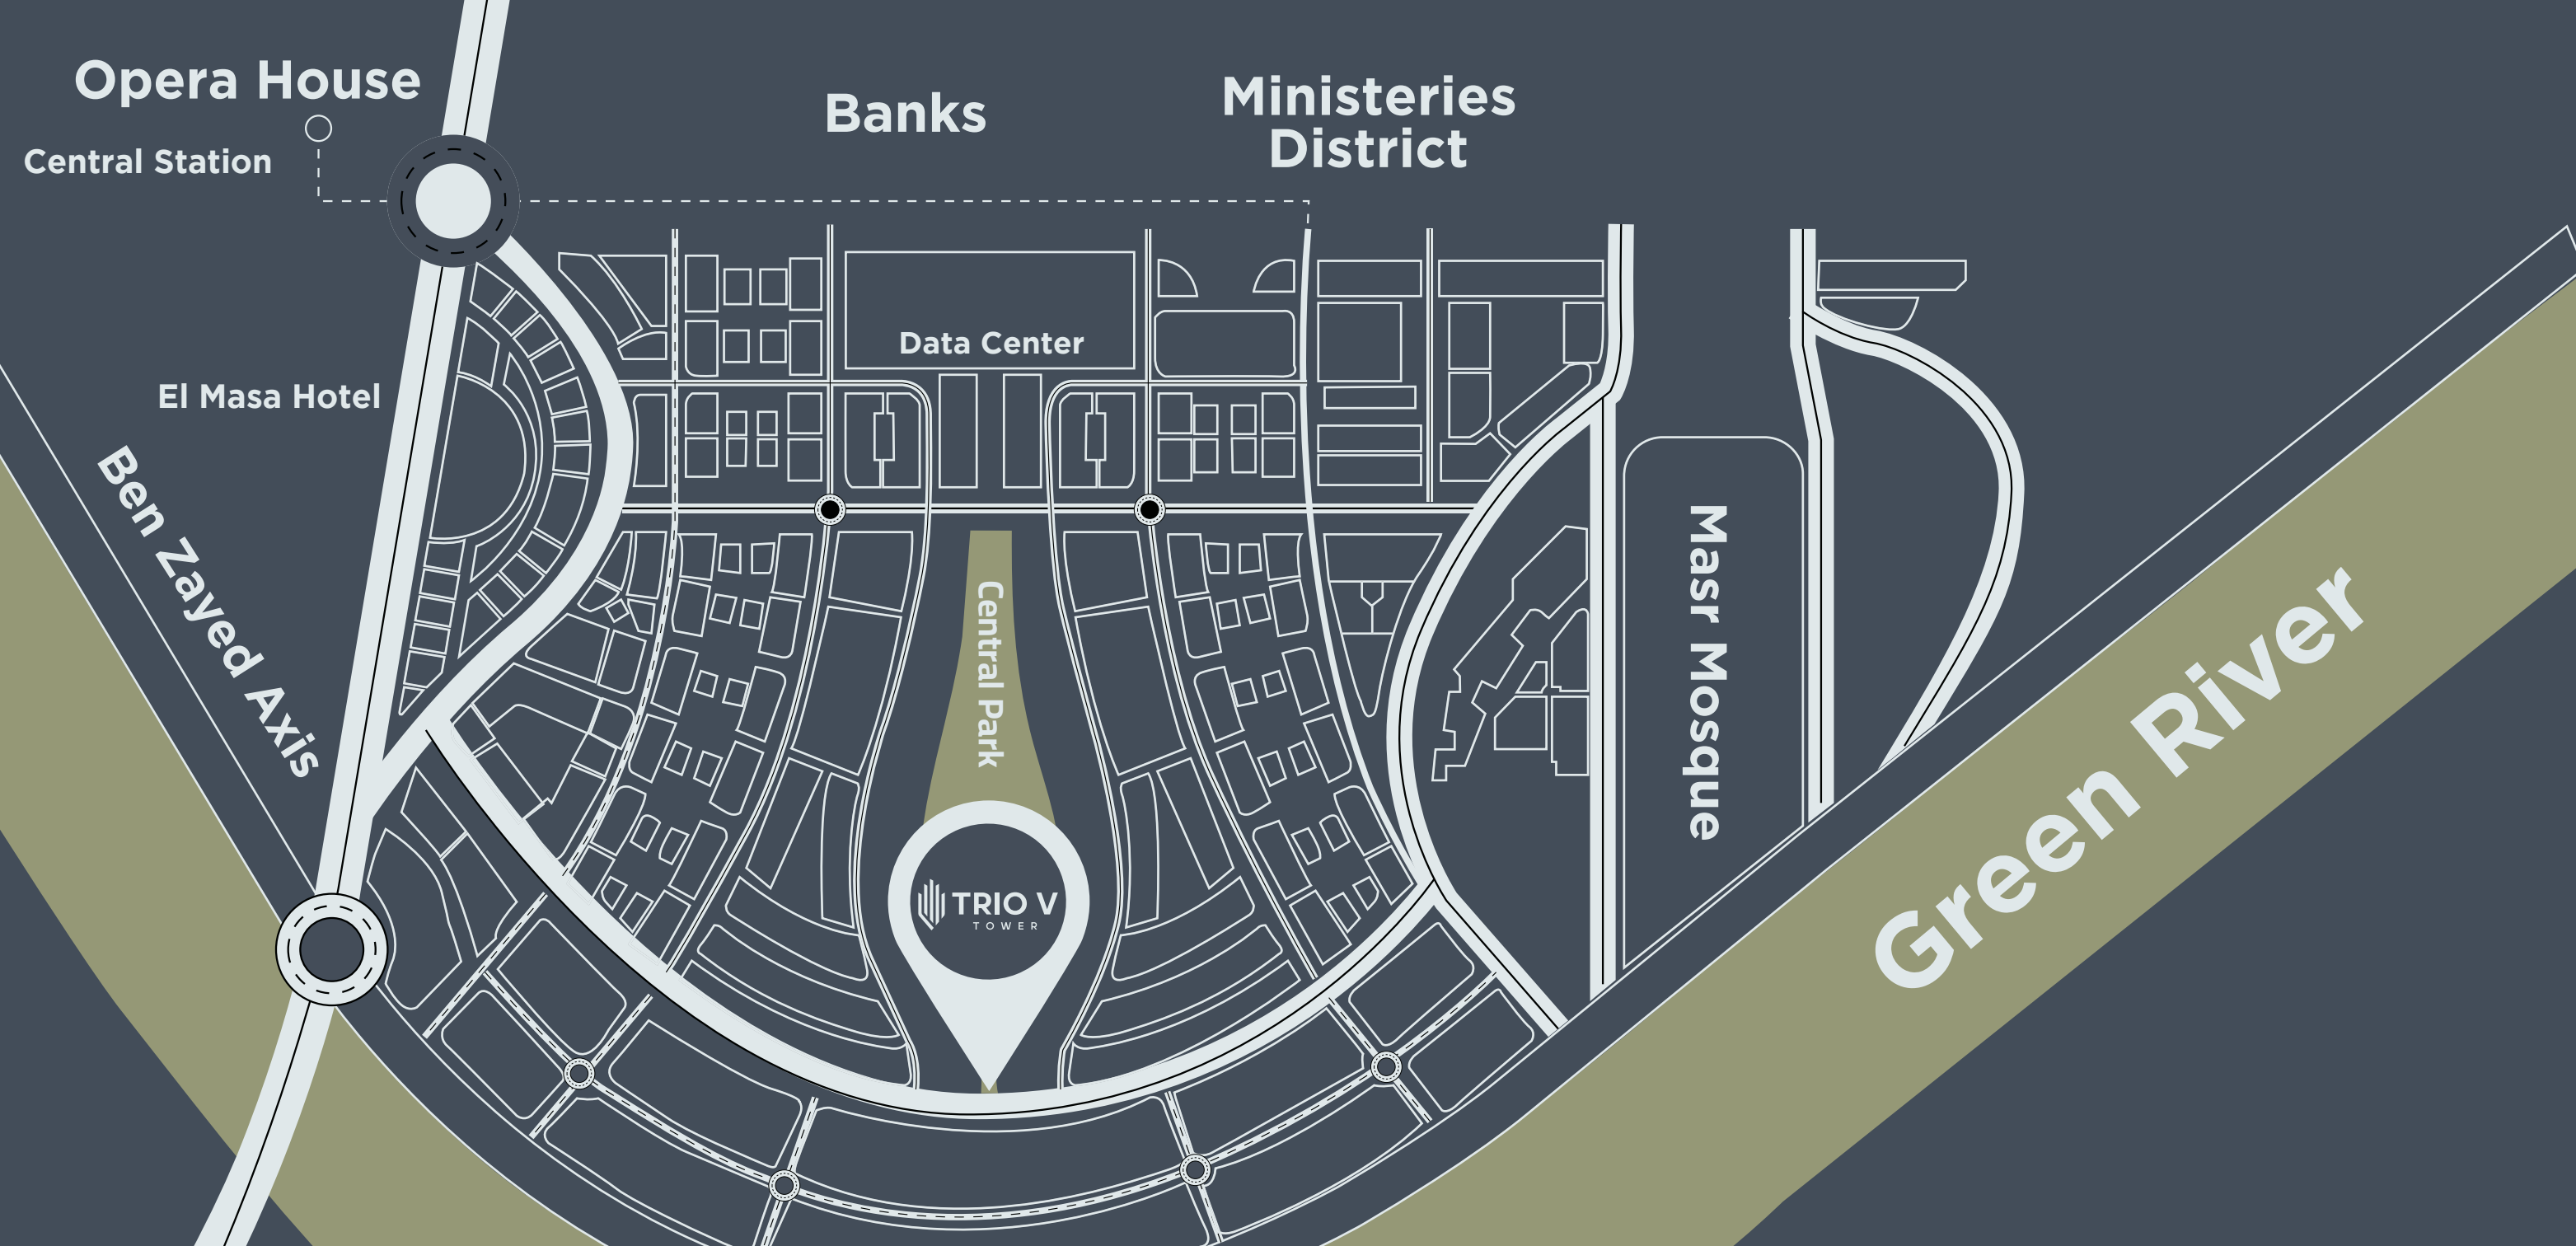 Opera House
Banks
Ministeries
District
Central Station
Data Center
El Masa Hotel
Ben Zayed Axis
Central Park
Masr Mosque
Green River
TRIO V
TOWER